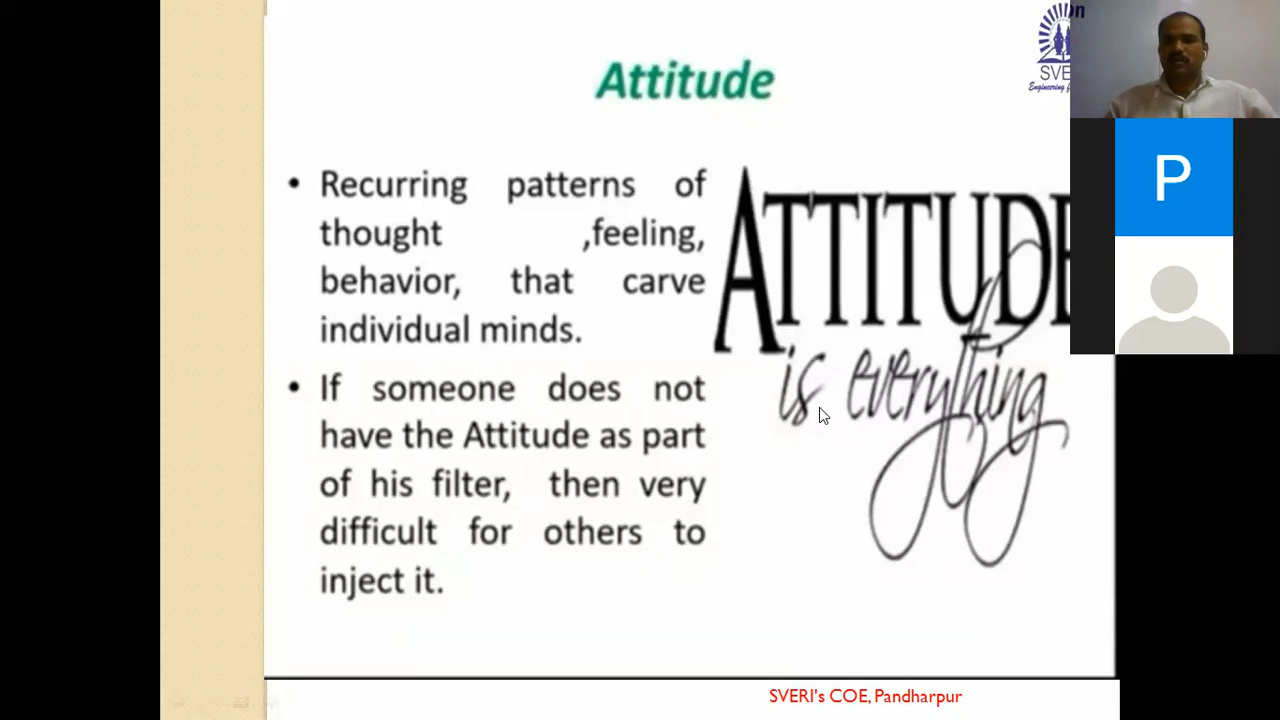 Attitude
• Recurring patterns of
thought ,feeling,
behavior, that carve
individual minds.
• If someone does not
have the Attitude as part
of his filter, then very
difficult for others to
inject it.
ATTITUDE
is everything
SVE
Engineering
P
SVERI's COE, Pandharpur